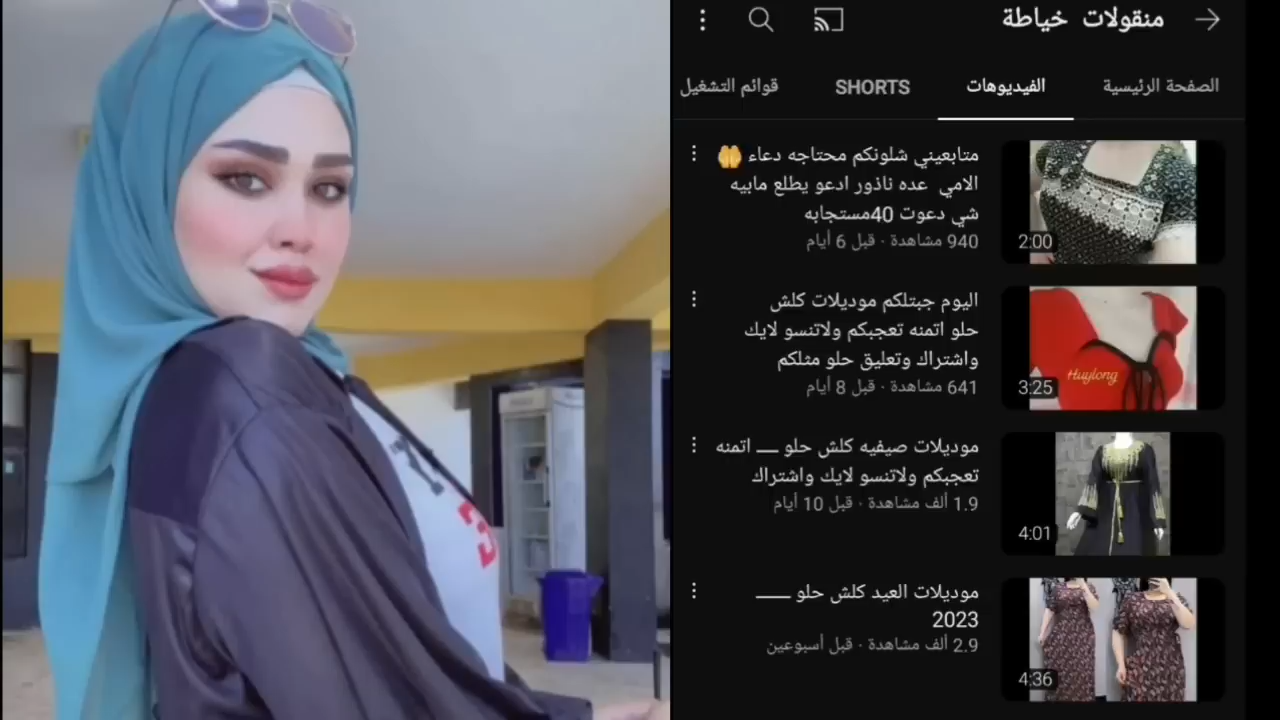 منقولات خياطة
الصفحة الرئيسية
الفيديوهات
SHORTS
قوائم التشغيل
متابعيني شلونكم محتاجه دعاء 🤲
الامي عده ناذور ادعو يطلع مابيه
شي دعوت 40مستجابه
940 مشاهدة · قبل 6 أيام
2:00
اليوم جبتلكم موديلات كلش
حلو اتمنه تعجبكم ولاتنسو لايك
واشتراك وتعليق حلو مثلكم
641 مشاهدة · قبل 8 أيام
Huylong
3:25
موديلات صيفيه كلش حلو ــــ اتمنه
تعجبكم ولاتنسو لايك واشتراك
1.9 ألف مشاهدة · قبل 10 أيام
4:01
موديلات العيد كلش حلو ـــــــ
2023
2.9 ألف مشاهدة · قبل أسبوعين
4:36
3